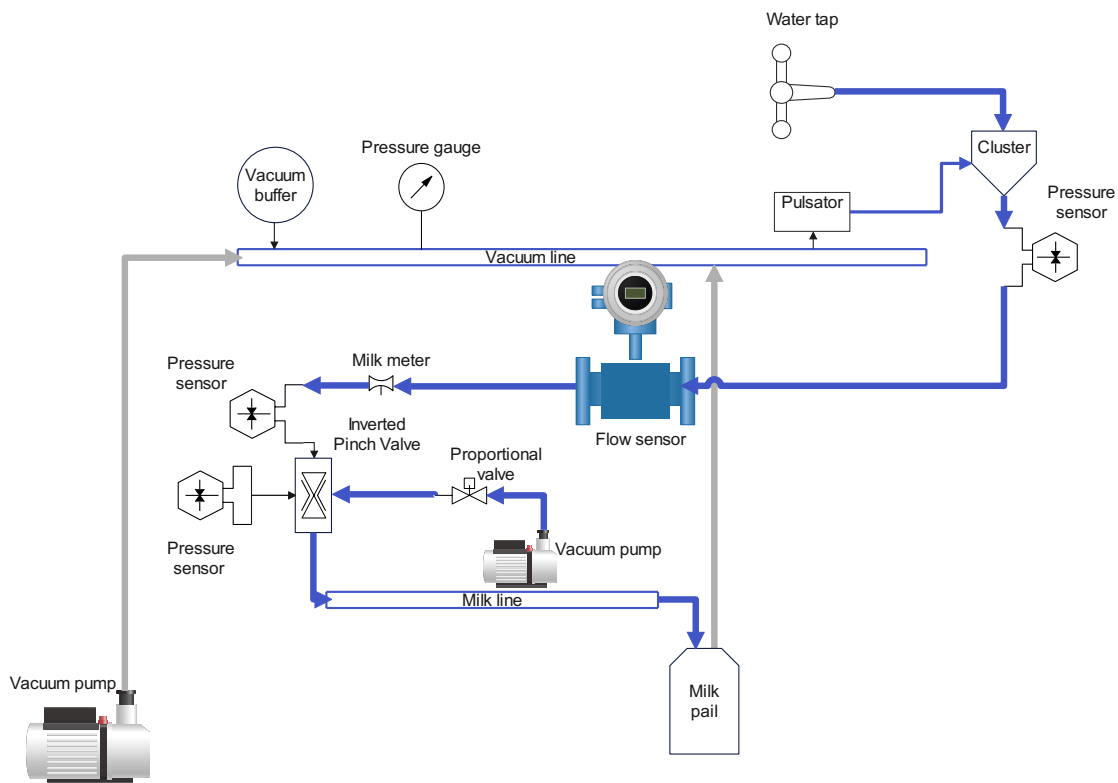 Water tap
Pressure gauge
Vacuum
buffer
Cluster
Pulsator
Pressure
sensor
Vacuum line
Pressure
sensor
Milk meter
Inverted
Pinch Valve
Flow sensor
Proportional
valve
Pressure
sensor
Vacuum pump
Milk line
Vacuum pump
Milk
pail